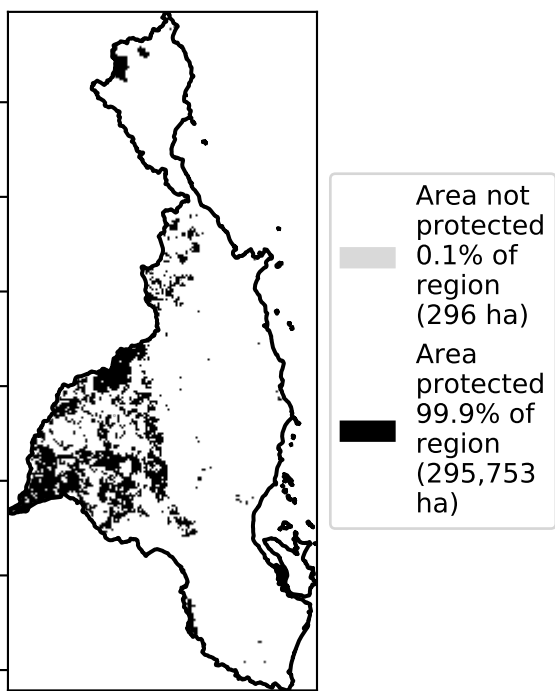 Area not
protected
0.1% of
region
(296 ha)
Area
protected
99.9% of
region
(295,753
ha)